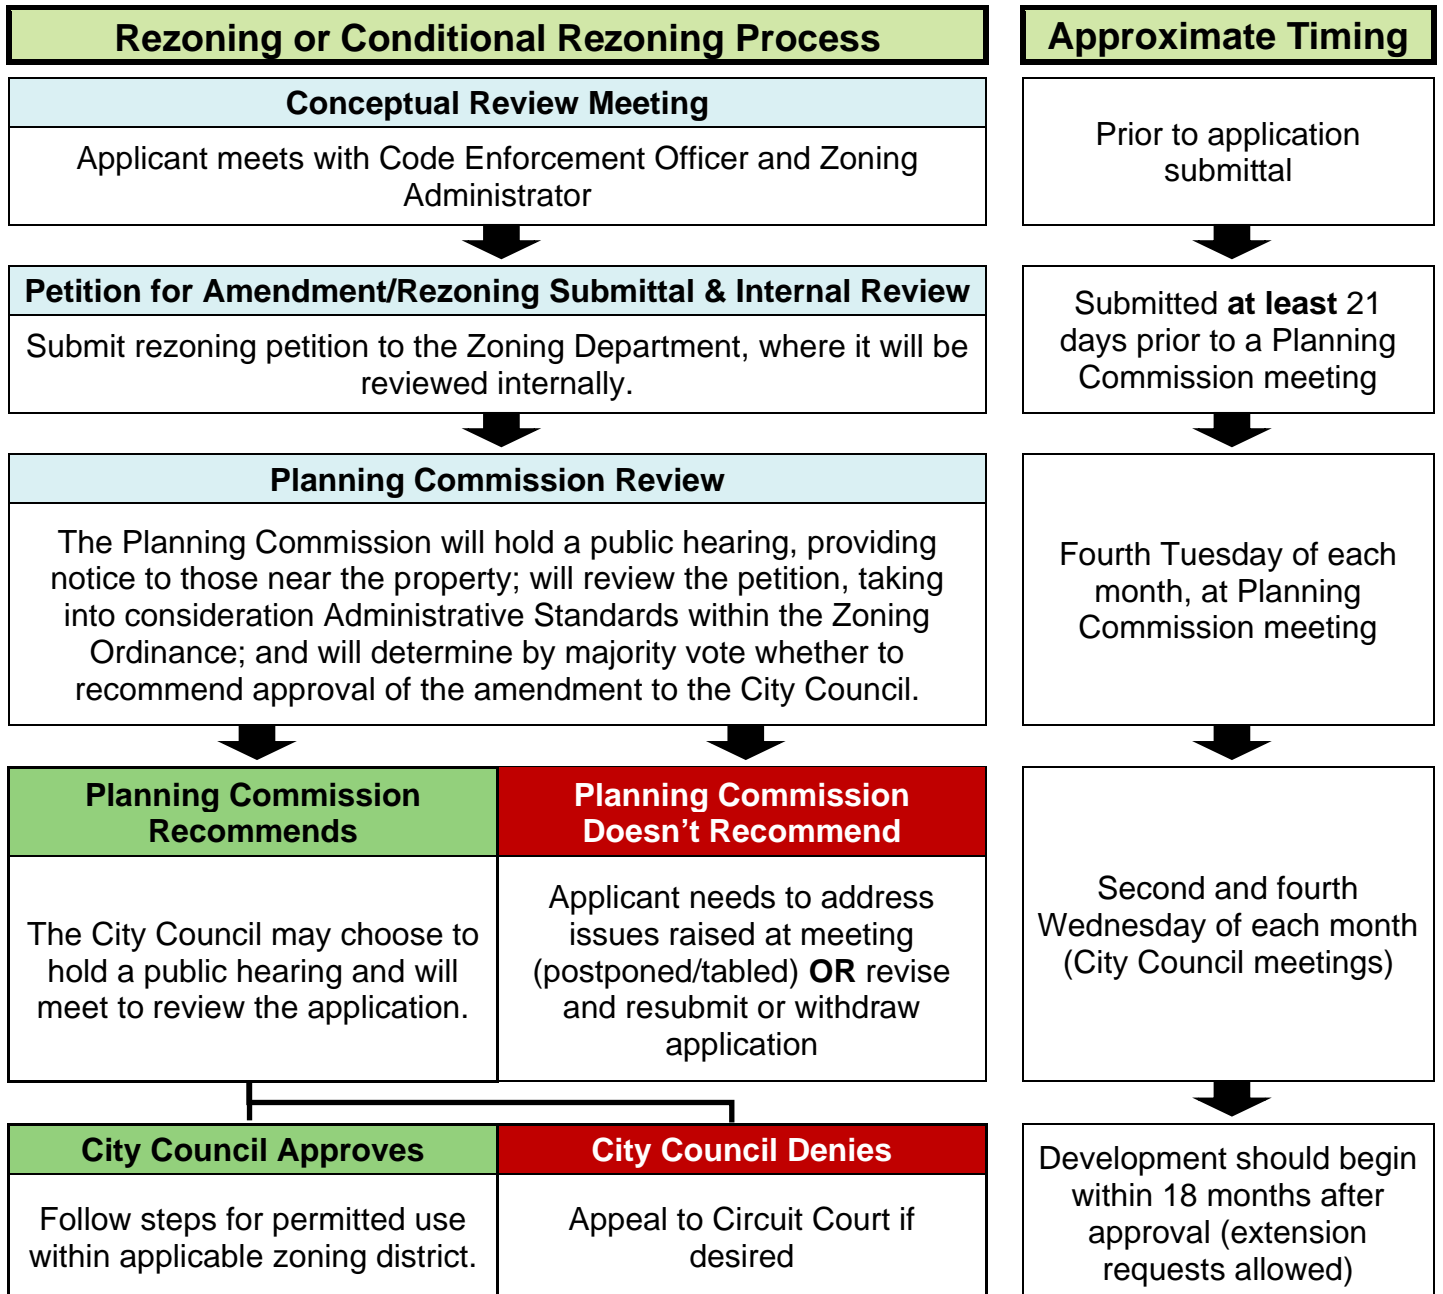 Rezoning or Conditional Rezoning Process
Approximate Timing
Conceptual Review Meeting
Applicant meets with Code Enforcement Officer and Zoning
Administrator
Prior to application
submittal
Petition for Amendment/Rezoning Submittal & Internal Review
Submit rezoning petition to the Zoning Department, where it will be
reviewed internally.
Submitted at least 21
days prior to a Planning
Commission meeting
Planning Commission Review
The Planning Commission will hold a public hearing, providing
notice to those near the property; will review the petition, taking
into consideration Administrative Standards within the Zoning
Ordinance; and will determine by majority vote whether to
recommend approval of the amendment to the City Council.
Fourth Tuesday of each
month, at Planning
Commission meeting
Planning Commission
Recommends
The City Council may choose to
hold a public hearing and will
meet to review the application.
Planning Commission
Doesn’t Recommend
Applicant needs to address
issues raised at meeting
(postponed/tabled) OR revise
and resubmit or withdraw
application
Second and fourth
Wednesday of each month
(City Council meetings)
City Council Approves
Follow steps for permitted use
within applicable zoning district.
City Council Denies
Appeal to Circuit Court if
desired
Development should begin
within 18 months after
approval (extension
requests allowed)